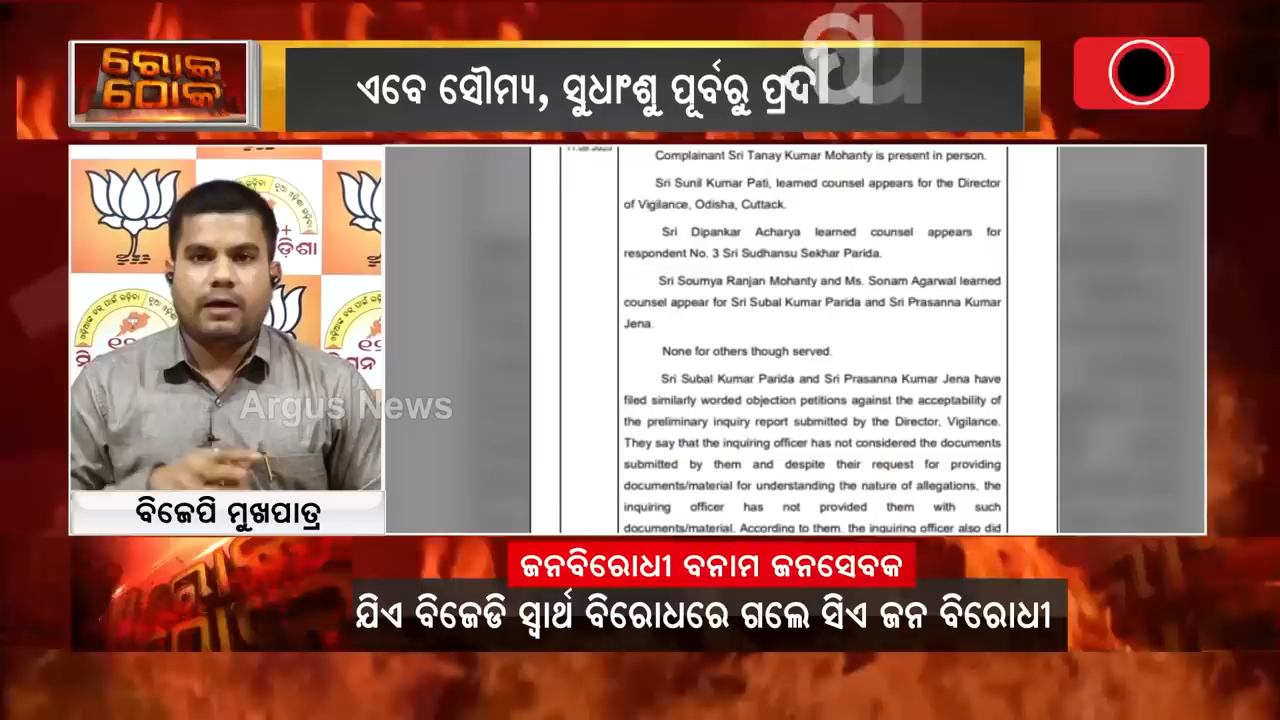 ରୋକ
ଠୋକ
ଏବେ ସୌମ୍ୟ, ସୁଧାଂଶୁ ପୂର୍ବରୁ ପ୍ରଦୀ
Complainant Sri Tanay Kumar Mohanty is present in person.
Sri Sunil Kumar Pati, learned counsel appears for the Director
of Vigilance, Odisha, Cuttack.
Sri Dipankar Acharya learned counsel appears for
respondent No. 3 Sri Sudhansu Sekhar Parida.
Sri Soumya Ranjan Mohanty and Ms. Sonam Agarwal learned
counsel appear for Sri Subal Kumar Parida and Sri Prasanna Kumar
Jena.
None for others though served.
Sri Subal Kumar Parida and Sri Prasanna Kumar Jena have
filed similarly worded objection petitions against the acceptability of
the preliminary inquiry report submitted by the Director, Vigilance.
They say that the inquiring officer has not considered the documents
submitted by them and despite their request for providing
documents/material for understanding the nature of allegations, the
inquiring officer has not provided them with such
documents/material. According to them, the inquiring officer also did
Argus News
ବିଜେପି ମୁଖପାତ୍ର
ଜନବିରୋଧୀ ବନାମ ଜନସେବକ
ଯିଏ ବିଜେଡି ସ୍ୱାର୍ଥ ବିରୋଧରେ ଗଲେ ସିଏ ଜନ ବିରୋଧୀ